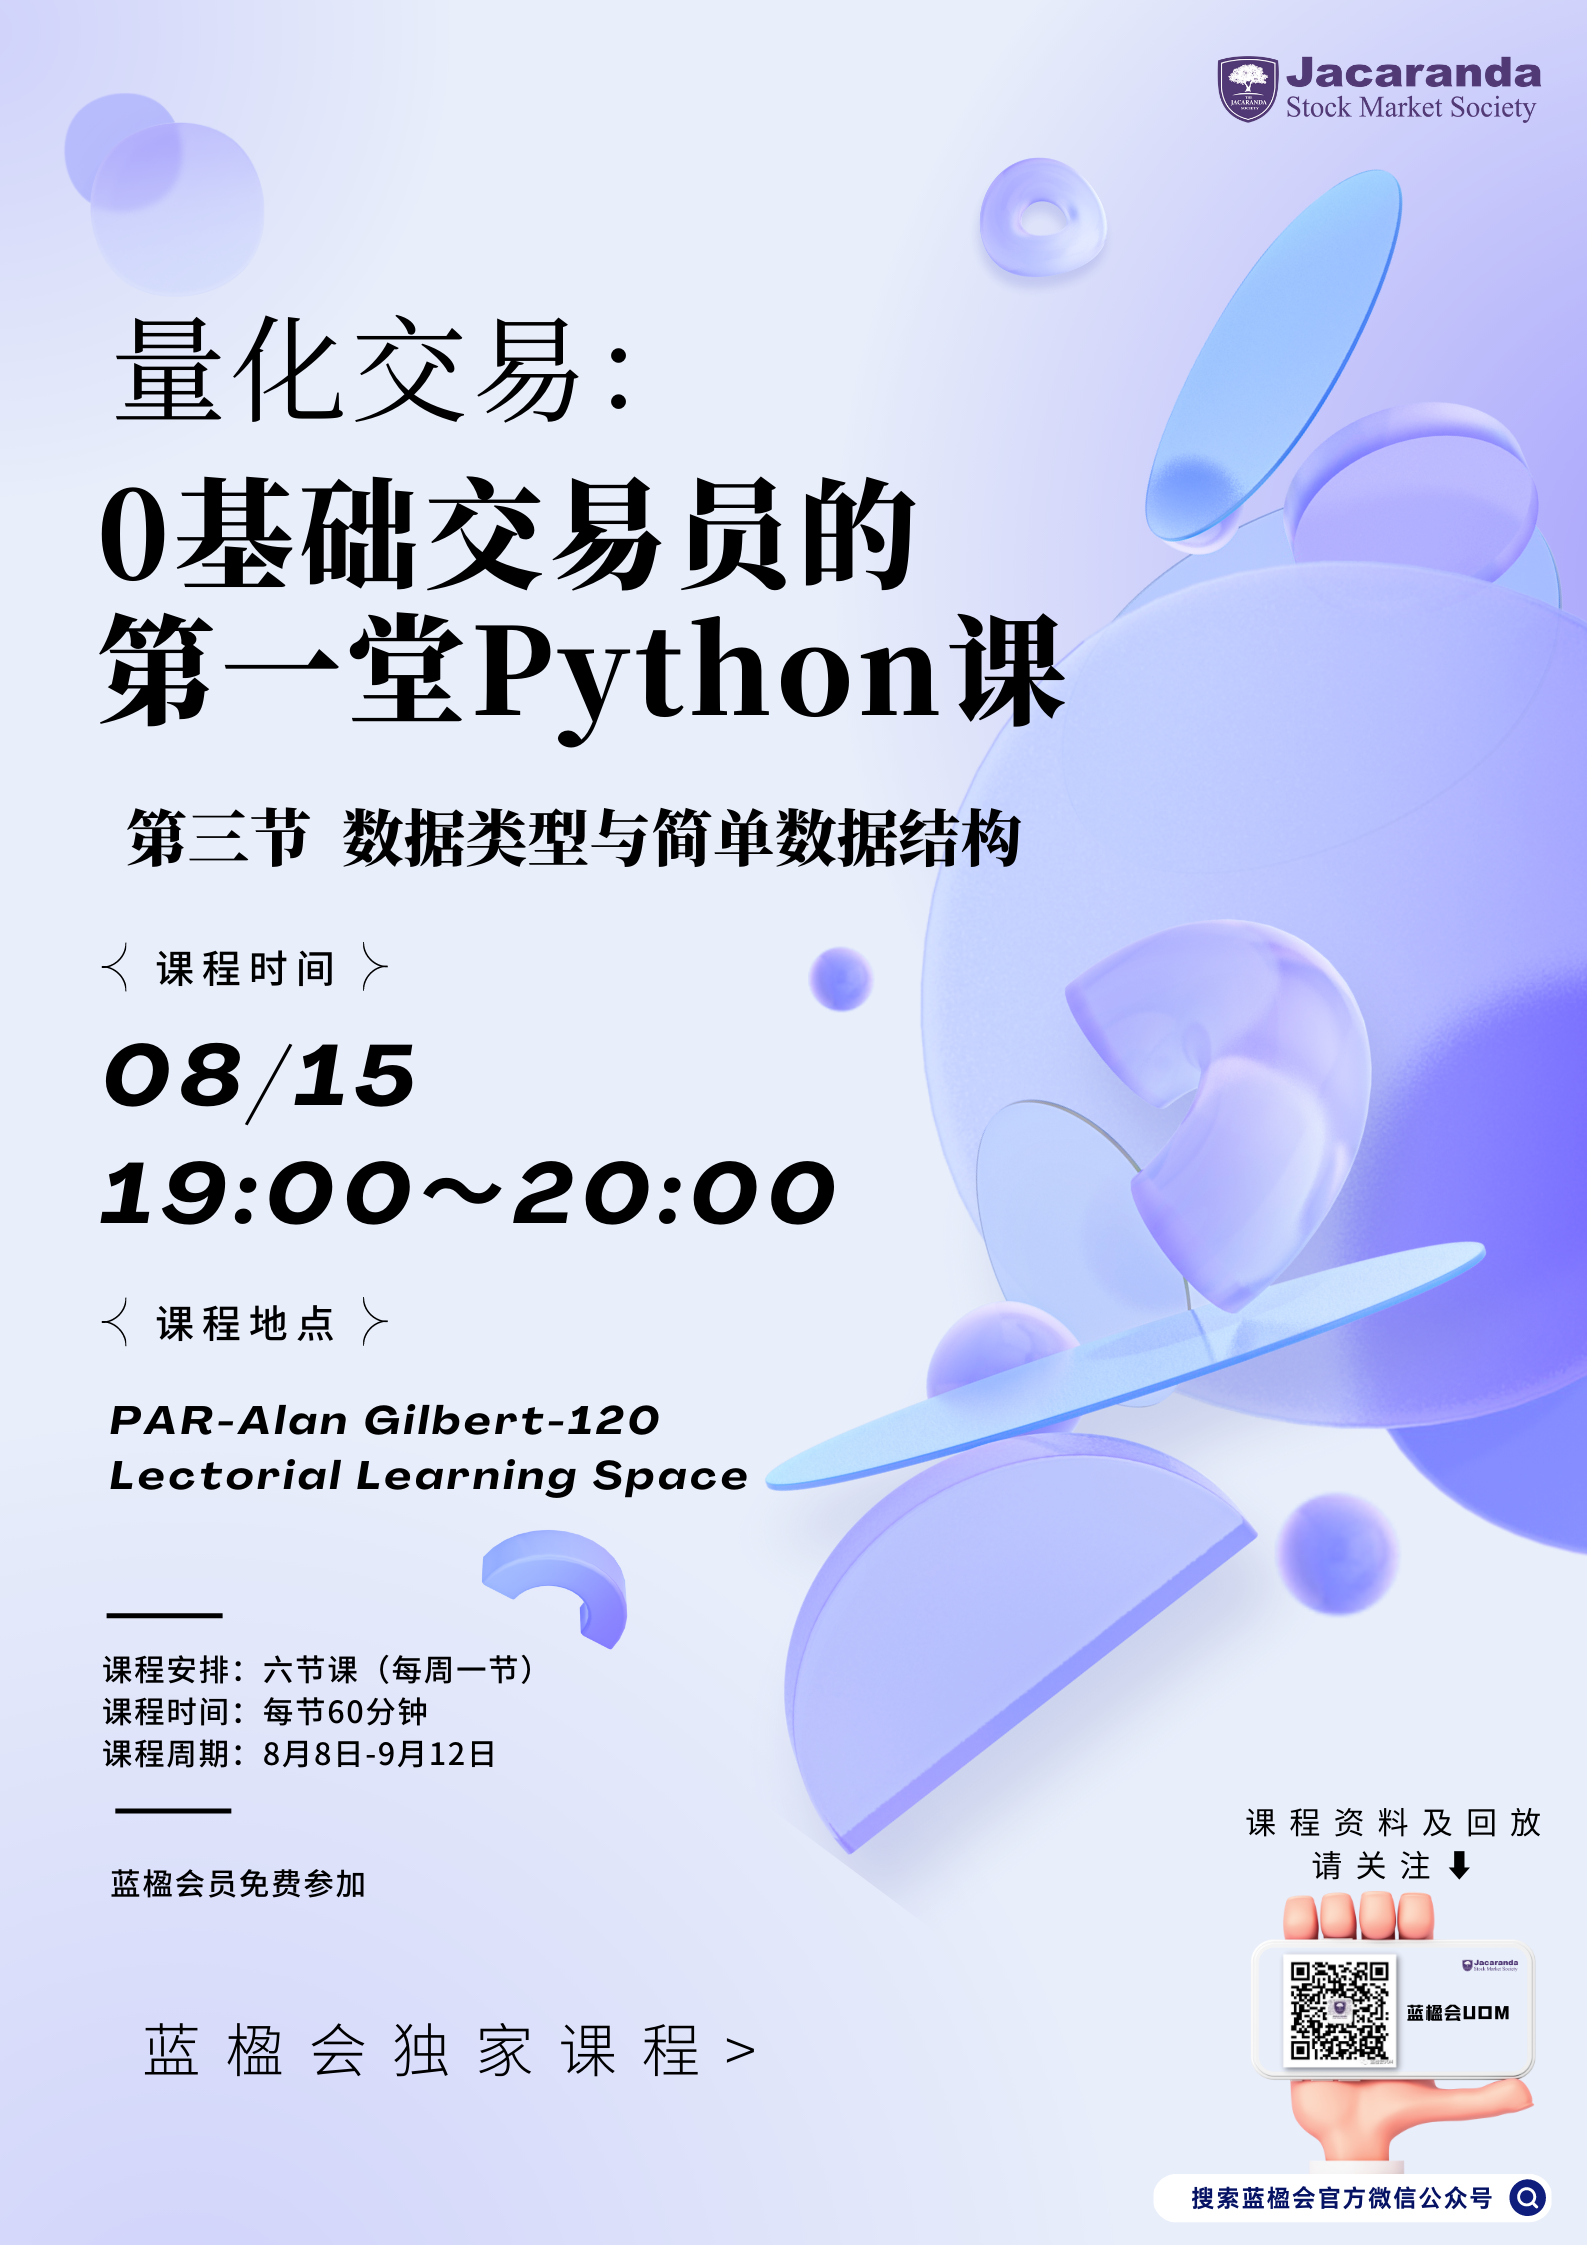 Jacaranda
Stock Market Society
THE
JACARANDA
SOCIETY
量化交易：
0基础交易员的
第一堂Python课
第三节 数据类型与简单数据结构
课程时间
08/15
19:00～20:00
课程地点
PAR-Alan Gilbert-120
Lectorial Learning Space
课程安排：六节课（每周一节）
课程时间：每节60分钟
课程周期：8月8日-9月12日
蓝楹会员免费参加
蓝楹会独家课程>
课程资料及回放
请关注⬇
Jacaranda
Stock Market Society
蓝楹会UOM
搜索蓝楹会官方微信公众号